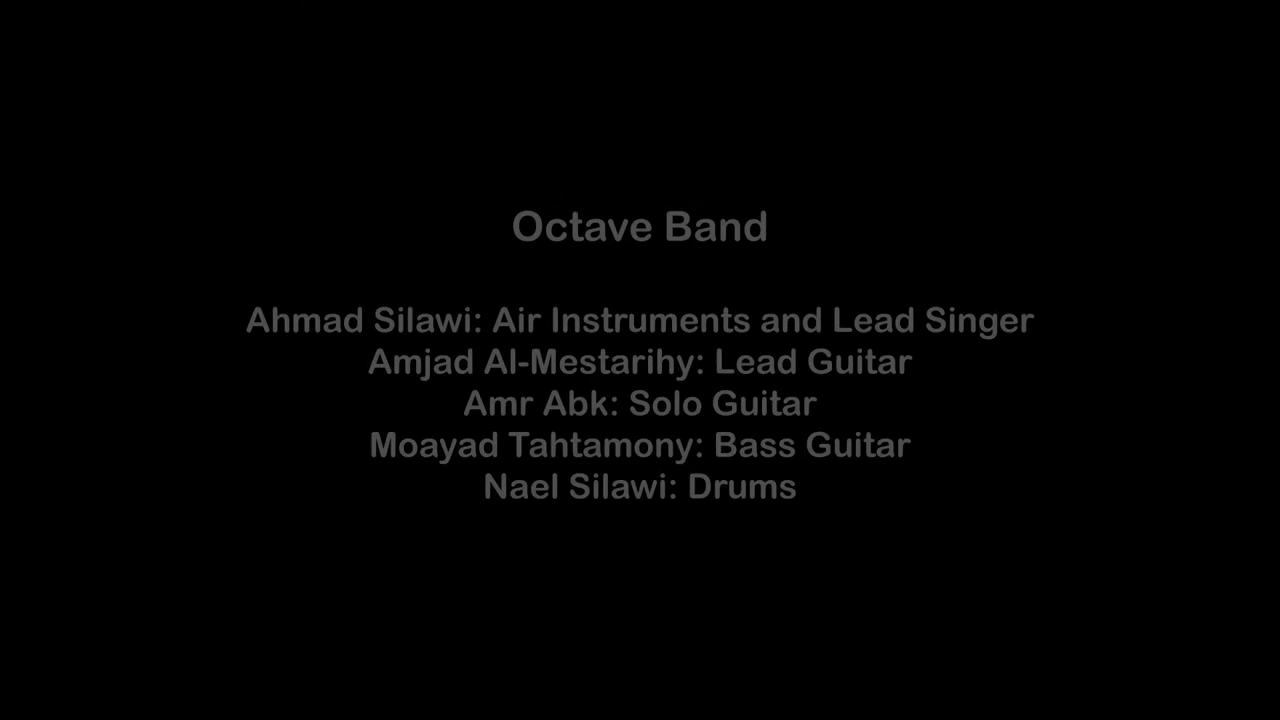 Octave Band
Ahmad Silawi: Air Instruments and Lead Singer
Amjad Al-Mestarihy: Lead Guitar
Amr Abk: Solo Guitar
Moayad Tahtamony: Bass Guitar
Nael Silawi: Drums